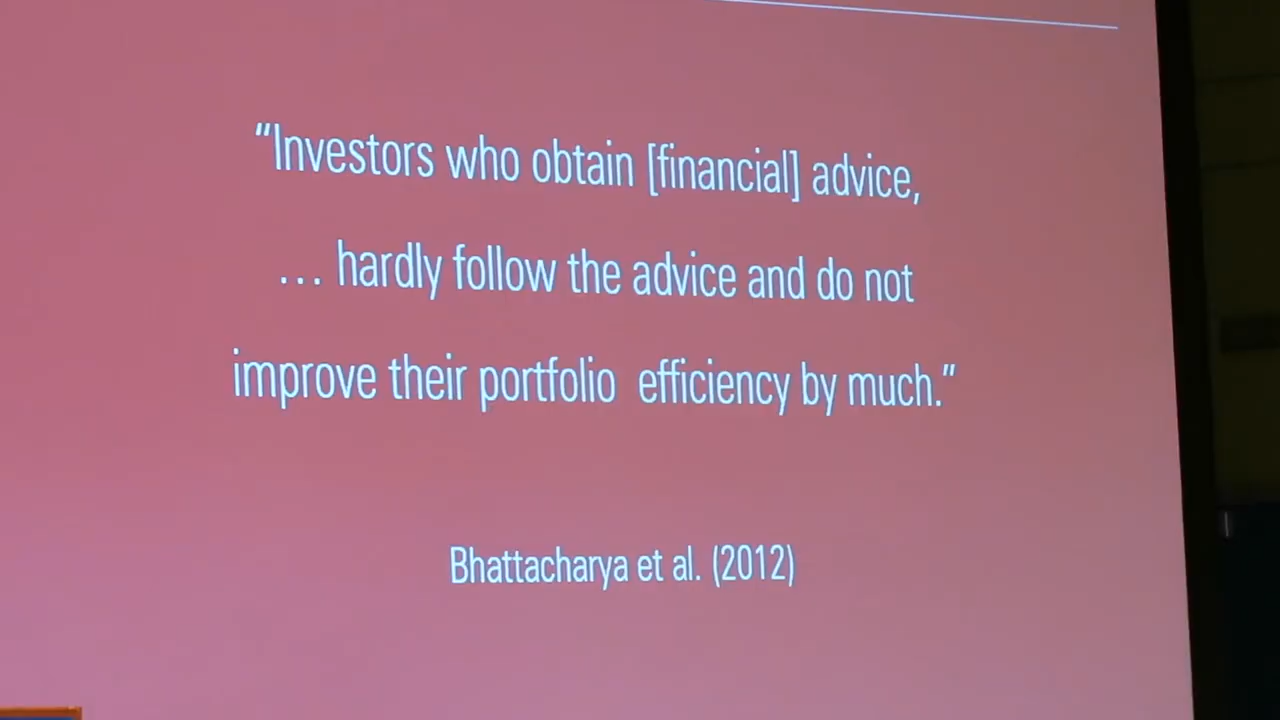 “Investors who obtain [financial] advice,
… hardly follow the advice and do not
improve their portfolio efficiency by much.”
Bhattacharya et al. (2012)